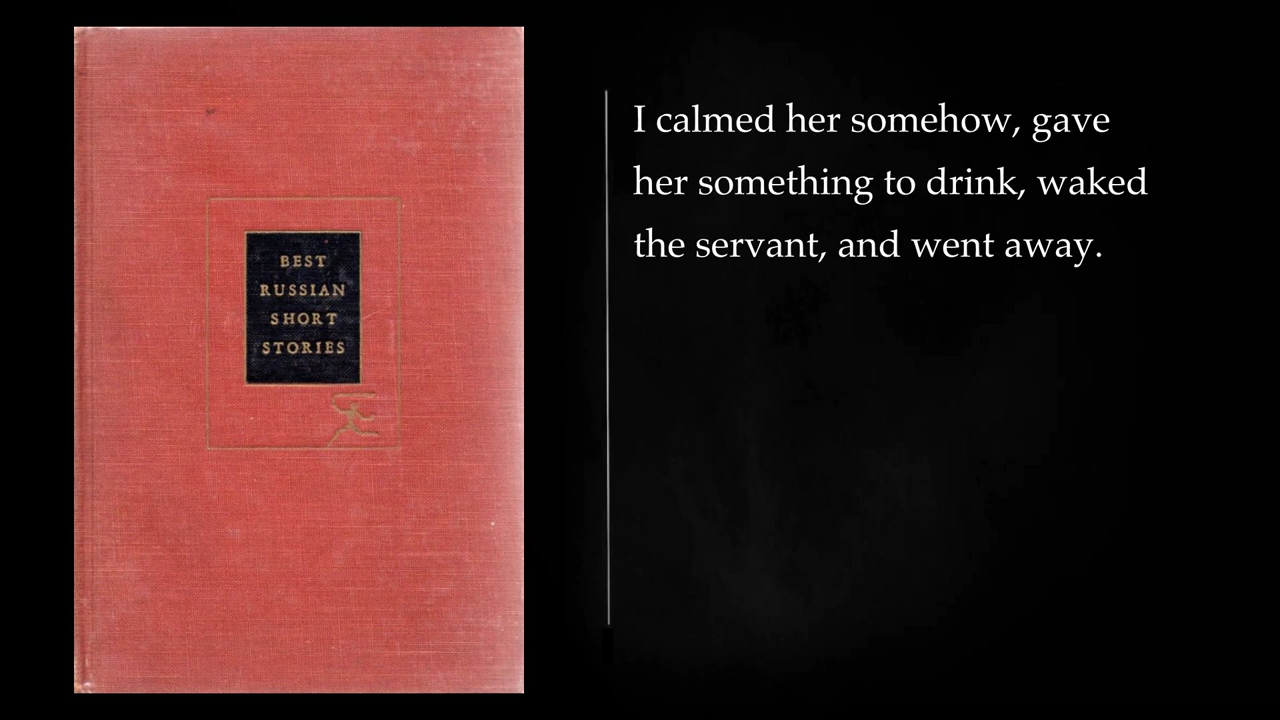 BEST
RUSSIAN
SHORT
STORIES
I calmed her somehow, gave
her something to drink, waked
the servant, and went away.